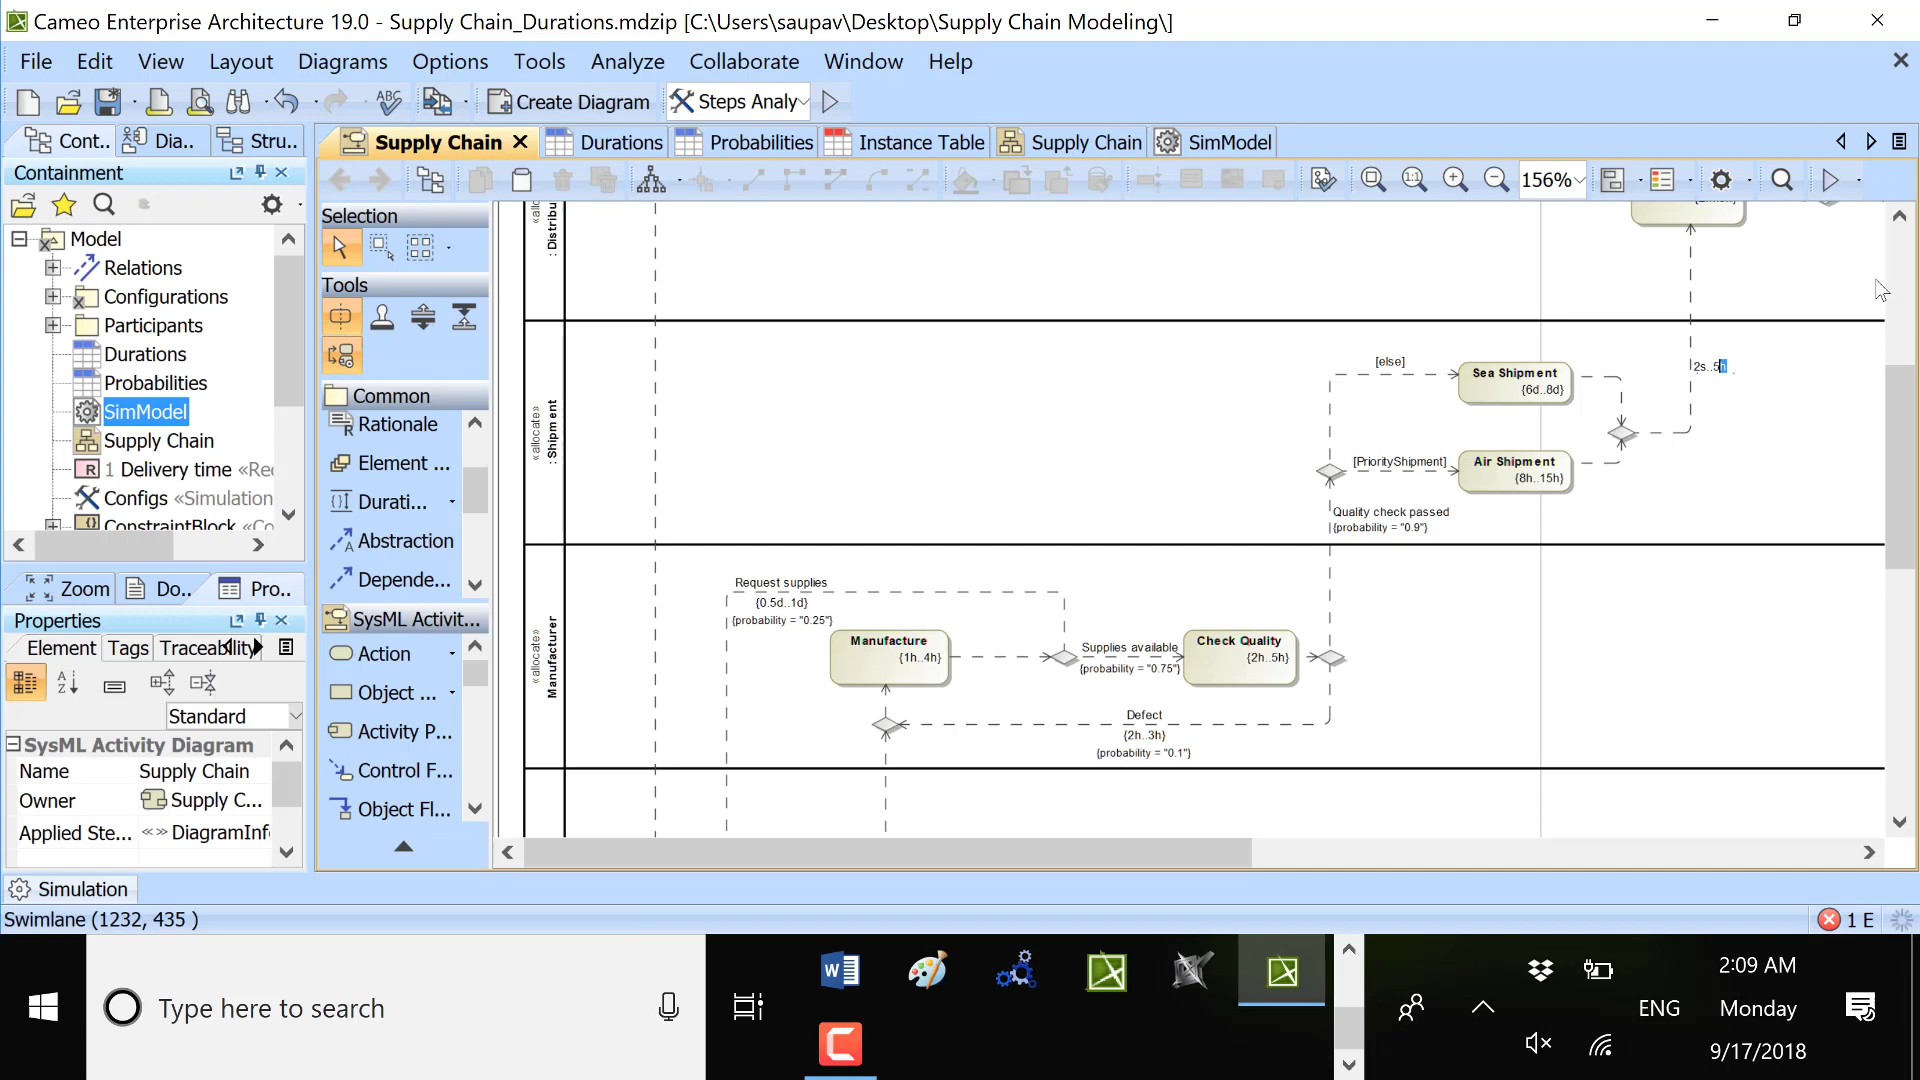 Cameo Enterprise Architecture 19.0 - Supply Chain_Durations.mdzip [C:\Users\saupav\Desktop\Supply Chain Modeling\]
File Edit View Layout Diagrams Options Tools Analyze Collaborate Window Help
ABC Create Diagram Steps Analy
Cont.. Dia.. Stru..
Supply Chain Durations Probabilities Instance Table Supply Chain SimModel
Containment
1:1 156%
Model
Relations
Configurations
Participants
Durations
Probabilities
SimModel
Supply Chain
R 1 Delivery time «Rec
Configs «Simulation
{} ConstraintBlock «Co
Zoom Do.. Pro..
Properties
Element Tags Traceability
Standard
SysML Activity Diagram
Name Supply Chain
Owner Supply C...
Applied Ste... «» DiagramInfo
Selection
Tools
Common
Rationale
Element ...
Durati...
Abstraction
Depende...
SysML Activit...
Action
Object ...
Activity P...
Control F...
Object Fl...
«allo
: Distribu
«allocate»
: Shipment
«allocate»
Manufacturer
[else]
Sea Shipment
{6d..8d}
2s..5h
[PriorityShipment]
Air Shipment
{8h..15h}
Quality check passed
{probability = "0.9"}
Request supplies
{0.5d..1d}
{probability = "0.25"}
Manufacture
{1h..4h}
Supplies available
{probability = "0.75"}
Check Quality
{2h..5h}
Defect
{2h..3h}
{probability = "0.1"}
Simulation
Swimlane (1232, 435 )
1 E
Type here to search
ENG
2:09 AM
Monday
9/17/2018